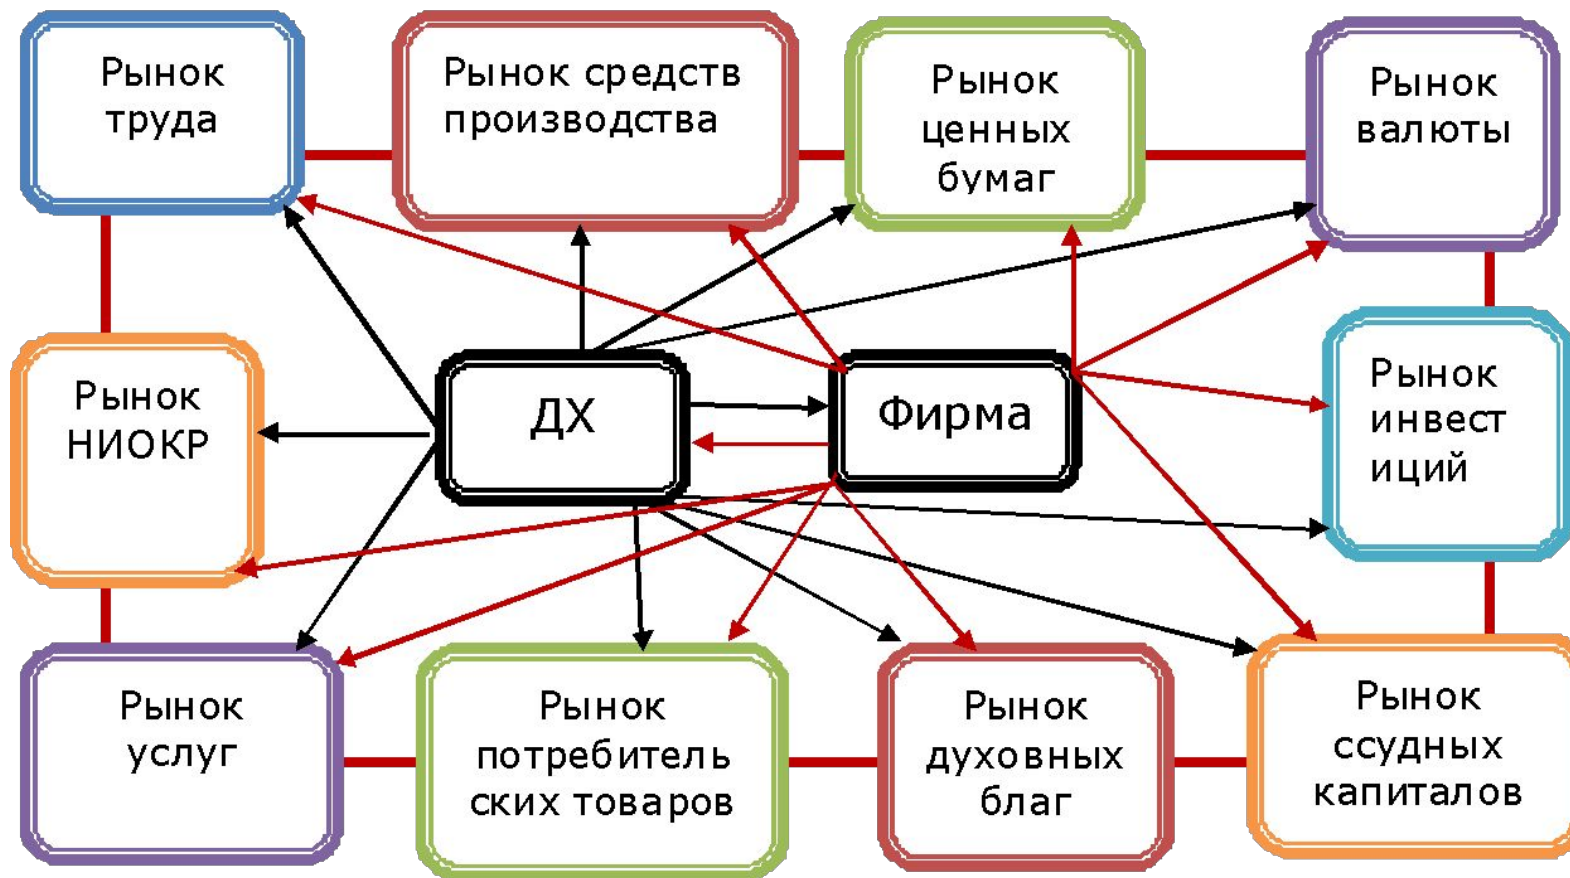 Рынок
труда
Рынок средств
производства
Рынок
ценных
бумаг
Рынок
валюты
Рынок
НИОКР
ДХ
Фирма
Рынок
инвест
иций
Рынок
услуг
Рынок
потребитель
ских товаров
Рынок
духовных
благ
Рынок
ссудных
капиталов